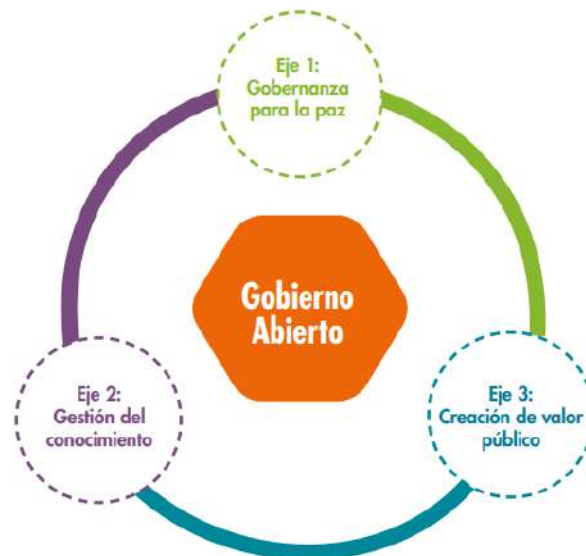 Eje 1:
Gobernanza
para la paz
Gobierno
Abierto
Eje 2:
Gestión del
conocimiento
Eje 3:
Creación de valor
público